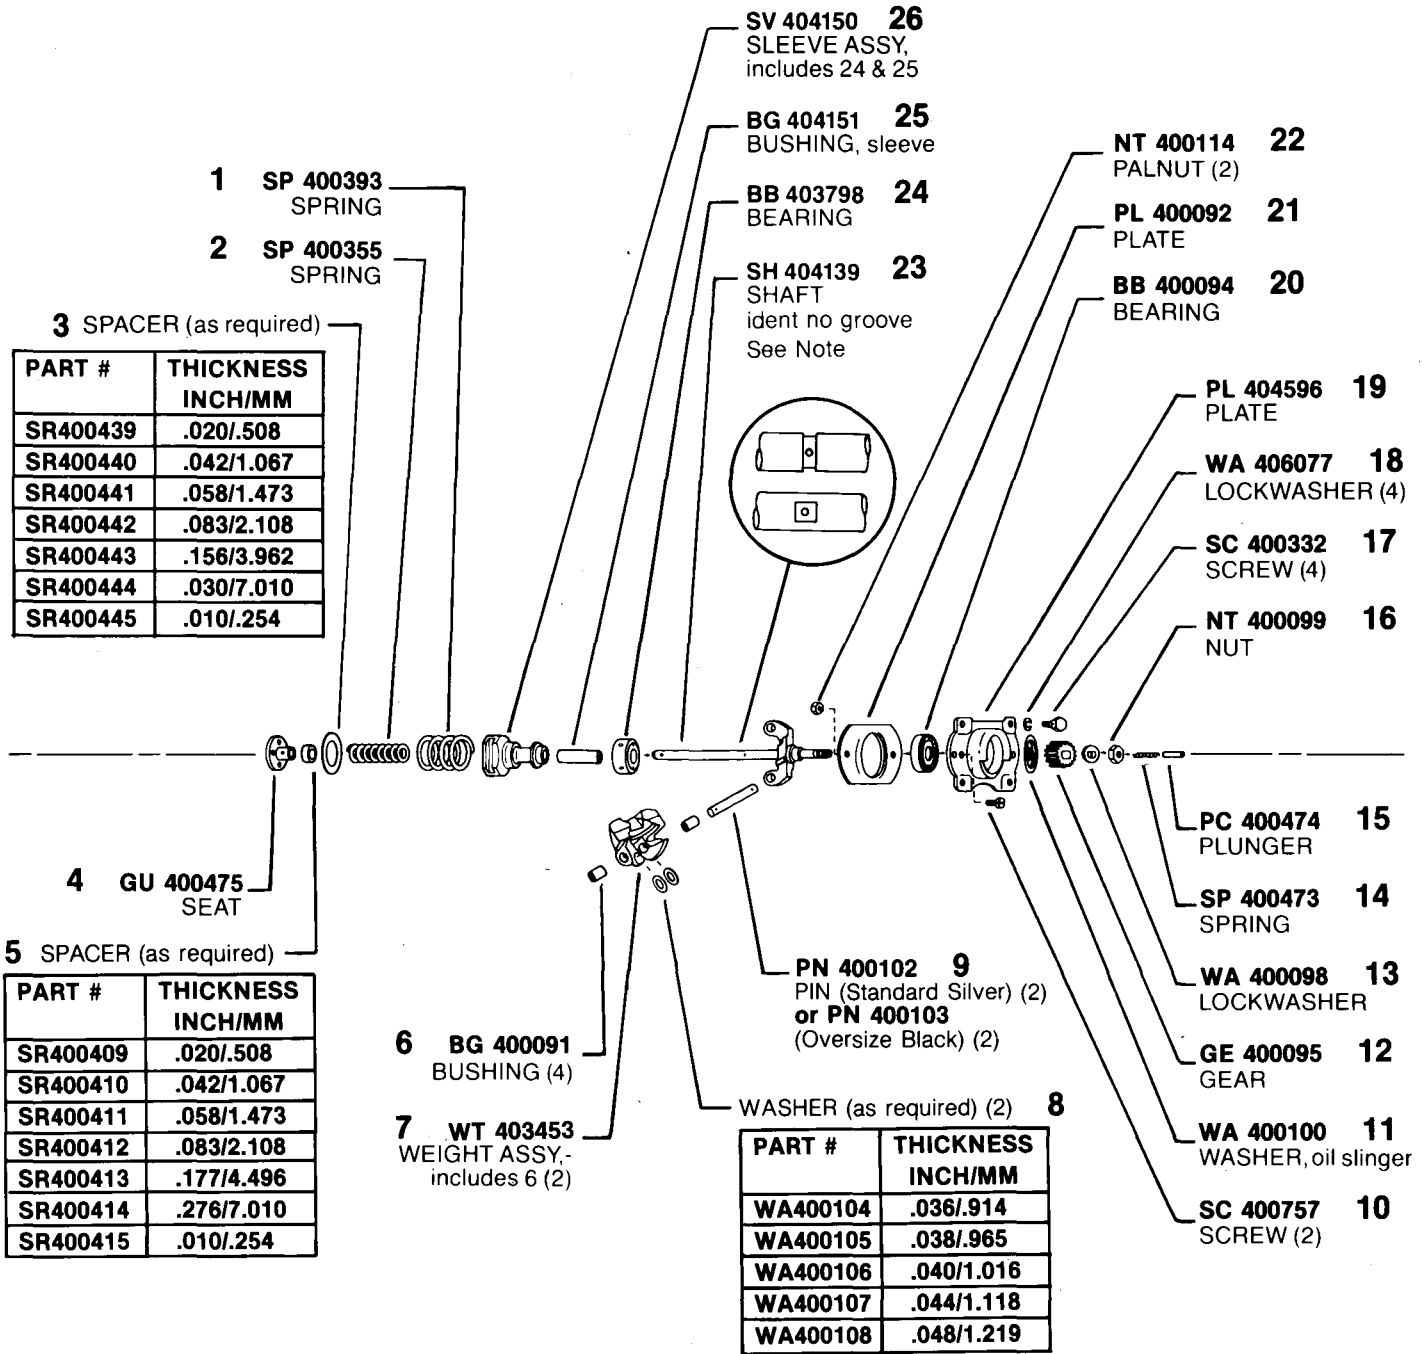 SV 404150 26
SLEEVE ASSY,
includes 24 & 25
BG 404151 25
BUSHING, sleeve
BB 403798 24
BEARING
SH 404139 23
SHAFT
ident no groove
See Note
NT 400114 22
PALNUT (2)
PL 400092 21
PLATE
BB 400094 20
BEARING
PL 404596 19
PLATE
WA 406077 18
LOCKWASHER (4)
SC 400332 17
SCREW (4)
NT 400099 16
NUT
1 SP 400393
SPRING
2 SP 400355
SPRING
3 SPACER (as required)
PART # THICKNESS
INCH/MM
SR400439 .020/.508
SR400440 .042/1.067
SR400441 .058/1.473
SR400442 .083/2.108
SR400443 .156/3.962
SR400444 .030/7.010
SR400445 .010/.254
4 GU 400475
SEAT
5 SPACER (as required)
PART # THICKNESS
INCH/MM
SR400409 .020/.508
SR400410 .042/1.067
SR400411 .058/1.473
SR400412 .083/2.108
SR400413 .177/4.496
SR400414 .276/7.010
SR400415 .010/.254
6 BG 400091
BUSHING (4)
7 WT 403453
WEIGHT ASSY,-
includes 6 (2)
PN 400102 9
PIN (Standard Silver) (2)
or PN 400103
(Oversize Black) (2)
WASHER (as required) (2) 8
PART # THICKNESS
INCH/MM
WA400104 .036/.914
WA400105 .038/.965
WA400106 .040/1.016
WA400107 .044/1.118
WA400108 .048/1.219
PC 400474 15
PLUNGER
SP 400473 14
SPRING
WA 400098 13
LOCKWASHER
GE 400095 12
GEAR
WA 400100 11
WASHER, oil slinger
SC 400757 10
SCREW (2)